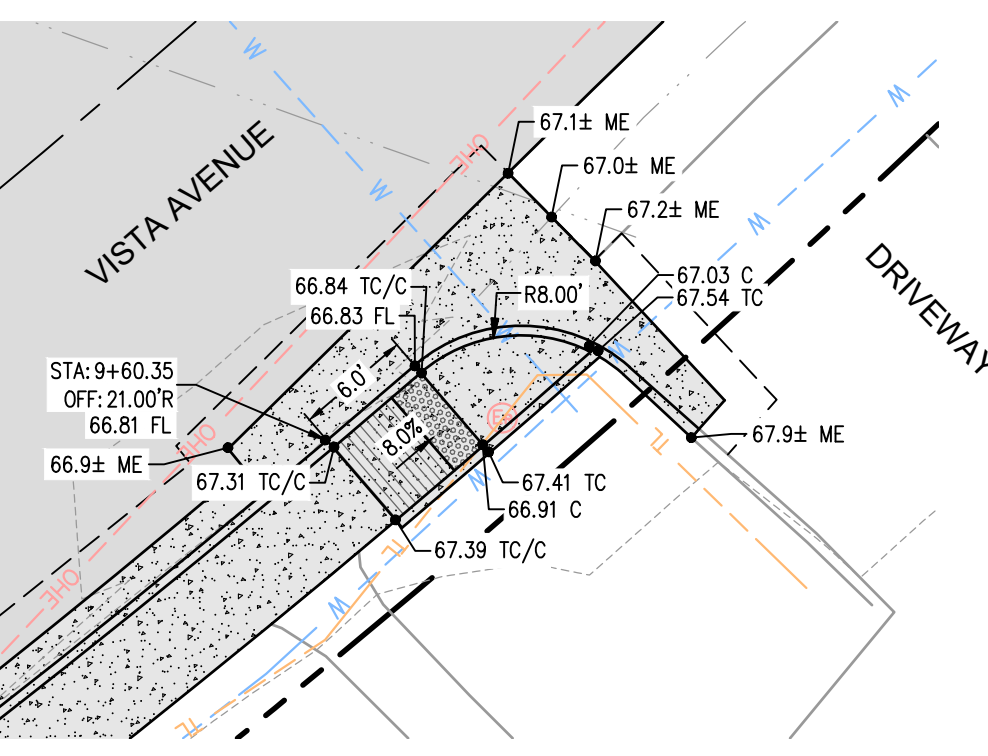 W
W
OHE
67.1± ME
67.0± ME
VISTA AVENUE
W
W
67.2± ME
DRIVEWAY
66.84 TC/C
66.83 FL
R8.00'
67.03 C
67.54 TC
W
W
STA: 9+60.35
OFF: 21.00'R
66.81 FL
6.0'
8.0%
66.9± ME
OHE
67.31 TC/C
67.9± ME
TL
67.41 TC
W
66.91 C
67.39 TC/C
TL
OHE
W
TL